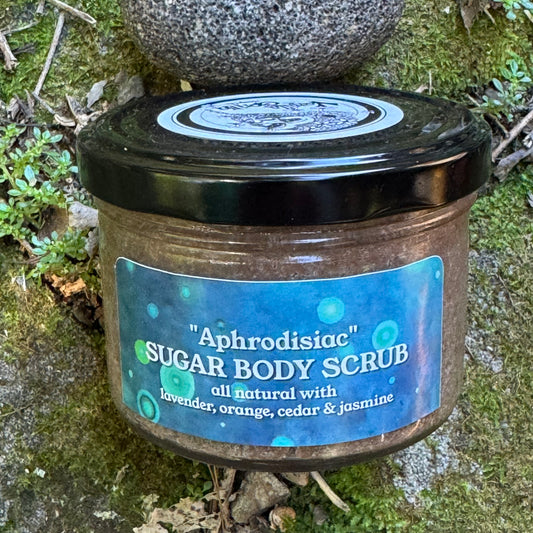 "Aphrodisiac"
SUGAR BODY SCRUB
all natural with
lavender, orange, cedar & jasmine